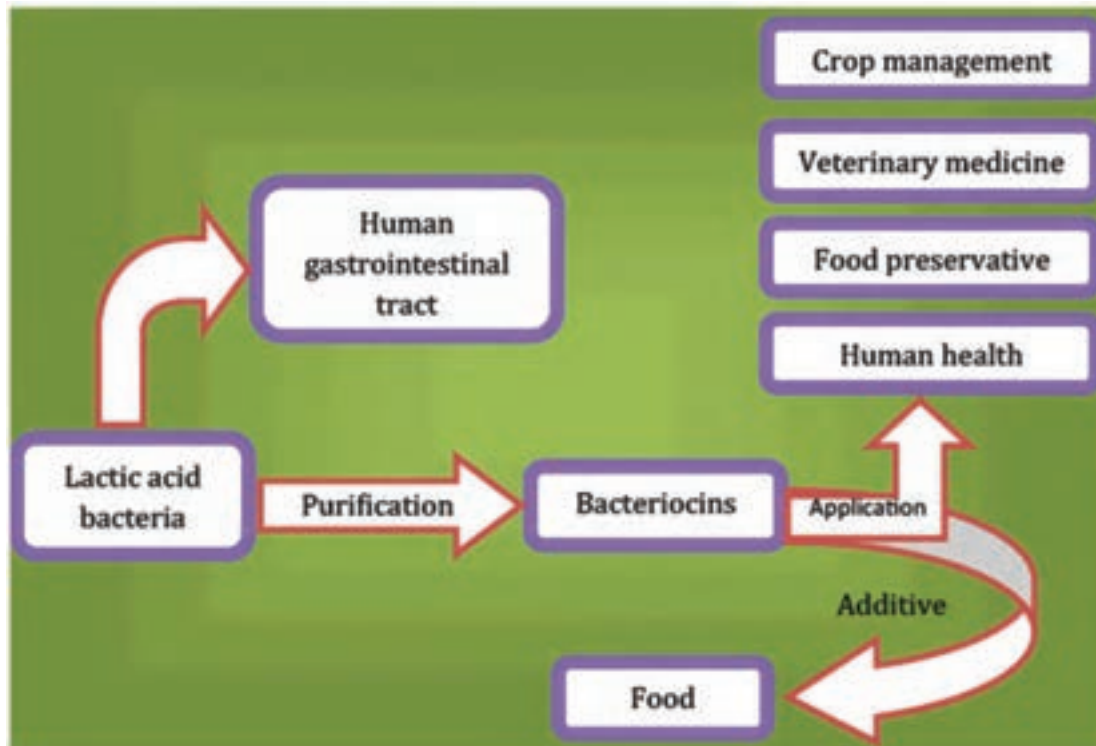 Crop management
Veterinary medicine
Food preservative
Human health
Human
gastrointestinal
tract
Lactic acid
bacteria
Purification
Bacteriocins
Application
Additive
Food